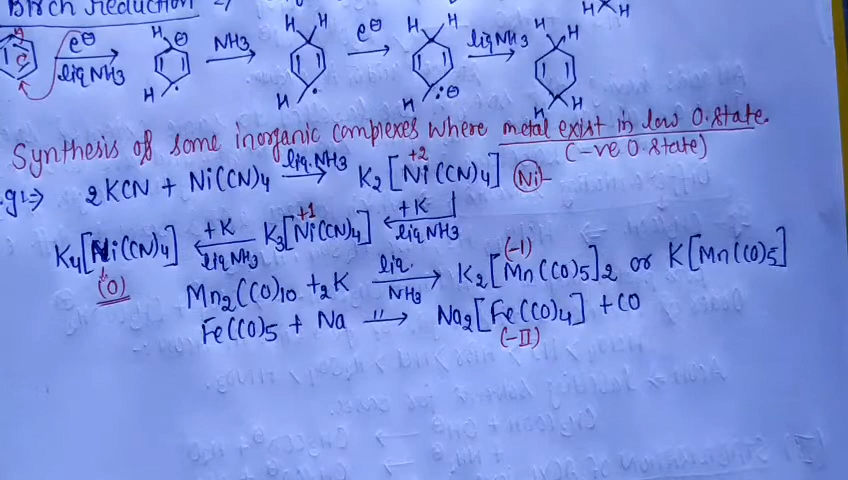 Birch Reduction
H H
e⊖ liq NH3 ⊖ H NH3 H H H e⊖ H H H :⊖ liq NH3 H H H H
Synthesis of some inorganic complexes where metal exist in low O.state.
(-ve O.state)
.g1:→ 2KCN + Ni(CN)4 liq.NH3 → K2[Ni(CN)4] +2 Ni
K4[Ni(CN)4] ← +K liq NH3 K3[Ni(CN)4] +1 ← +K liq NH3
(0) (-I)
Mn2(CO)10 +2K liq. NH3 → K2[Mn(CO)5]2 or K[Mn(CO)5]
Fe(CO)5 + Na " → Na2[Fe(CO)4] + CO
(-II)